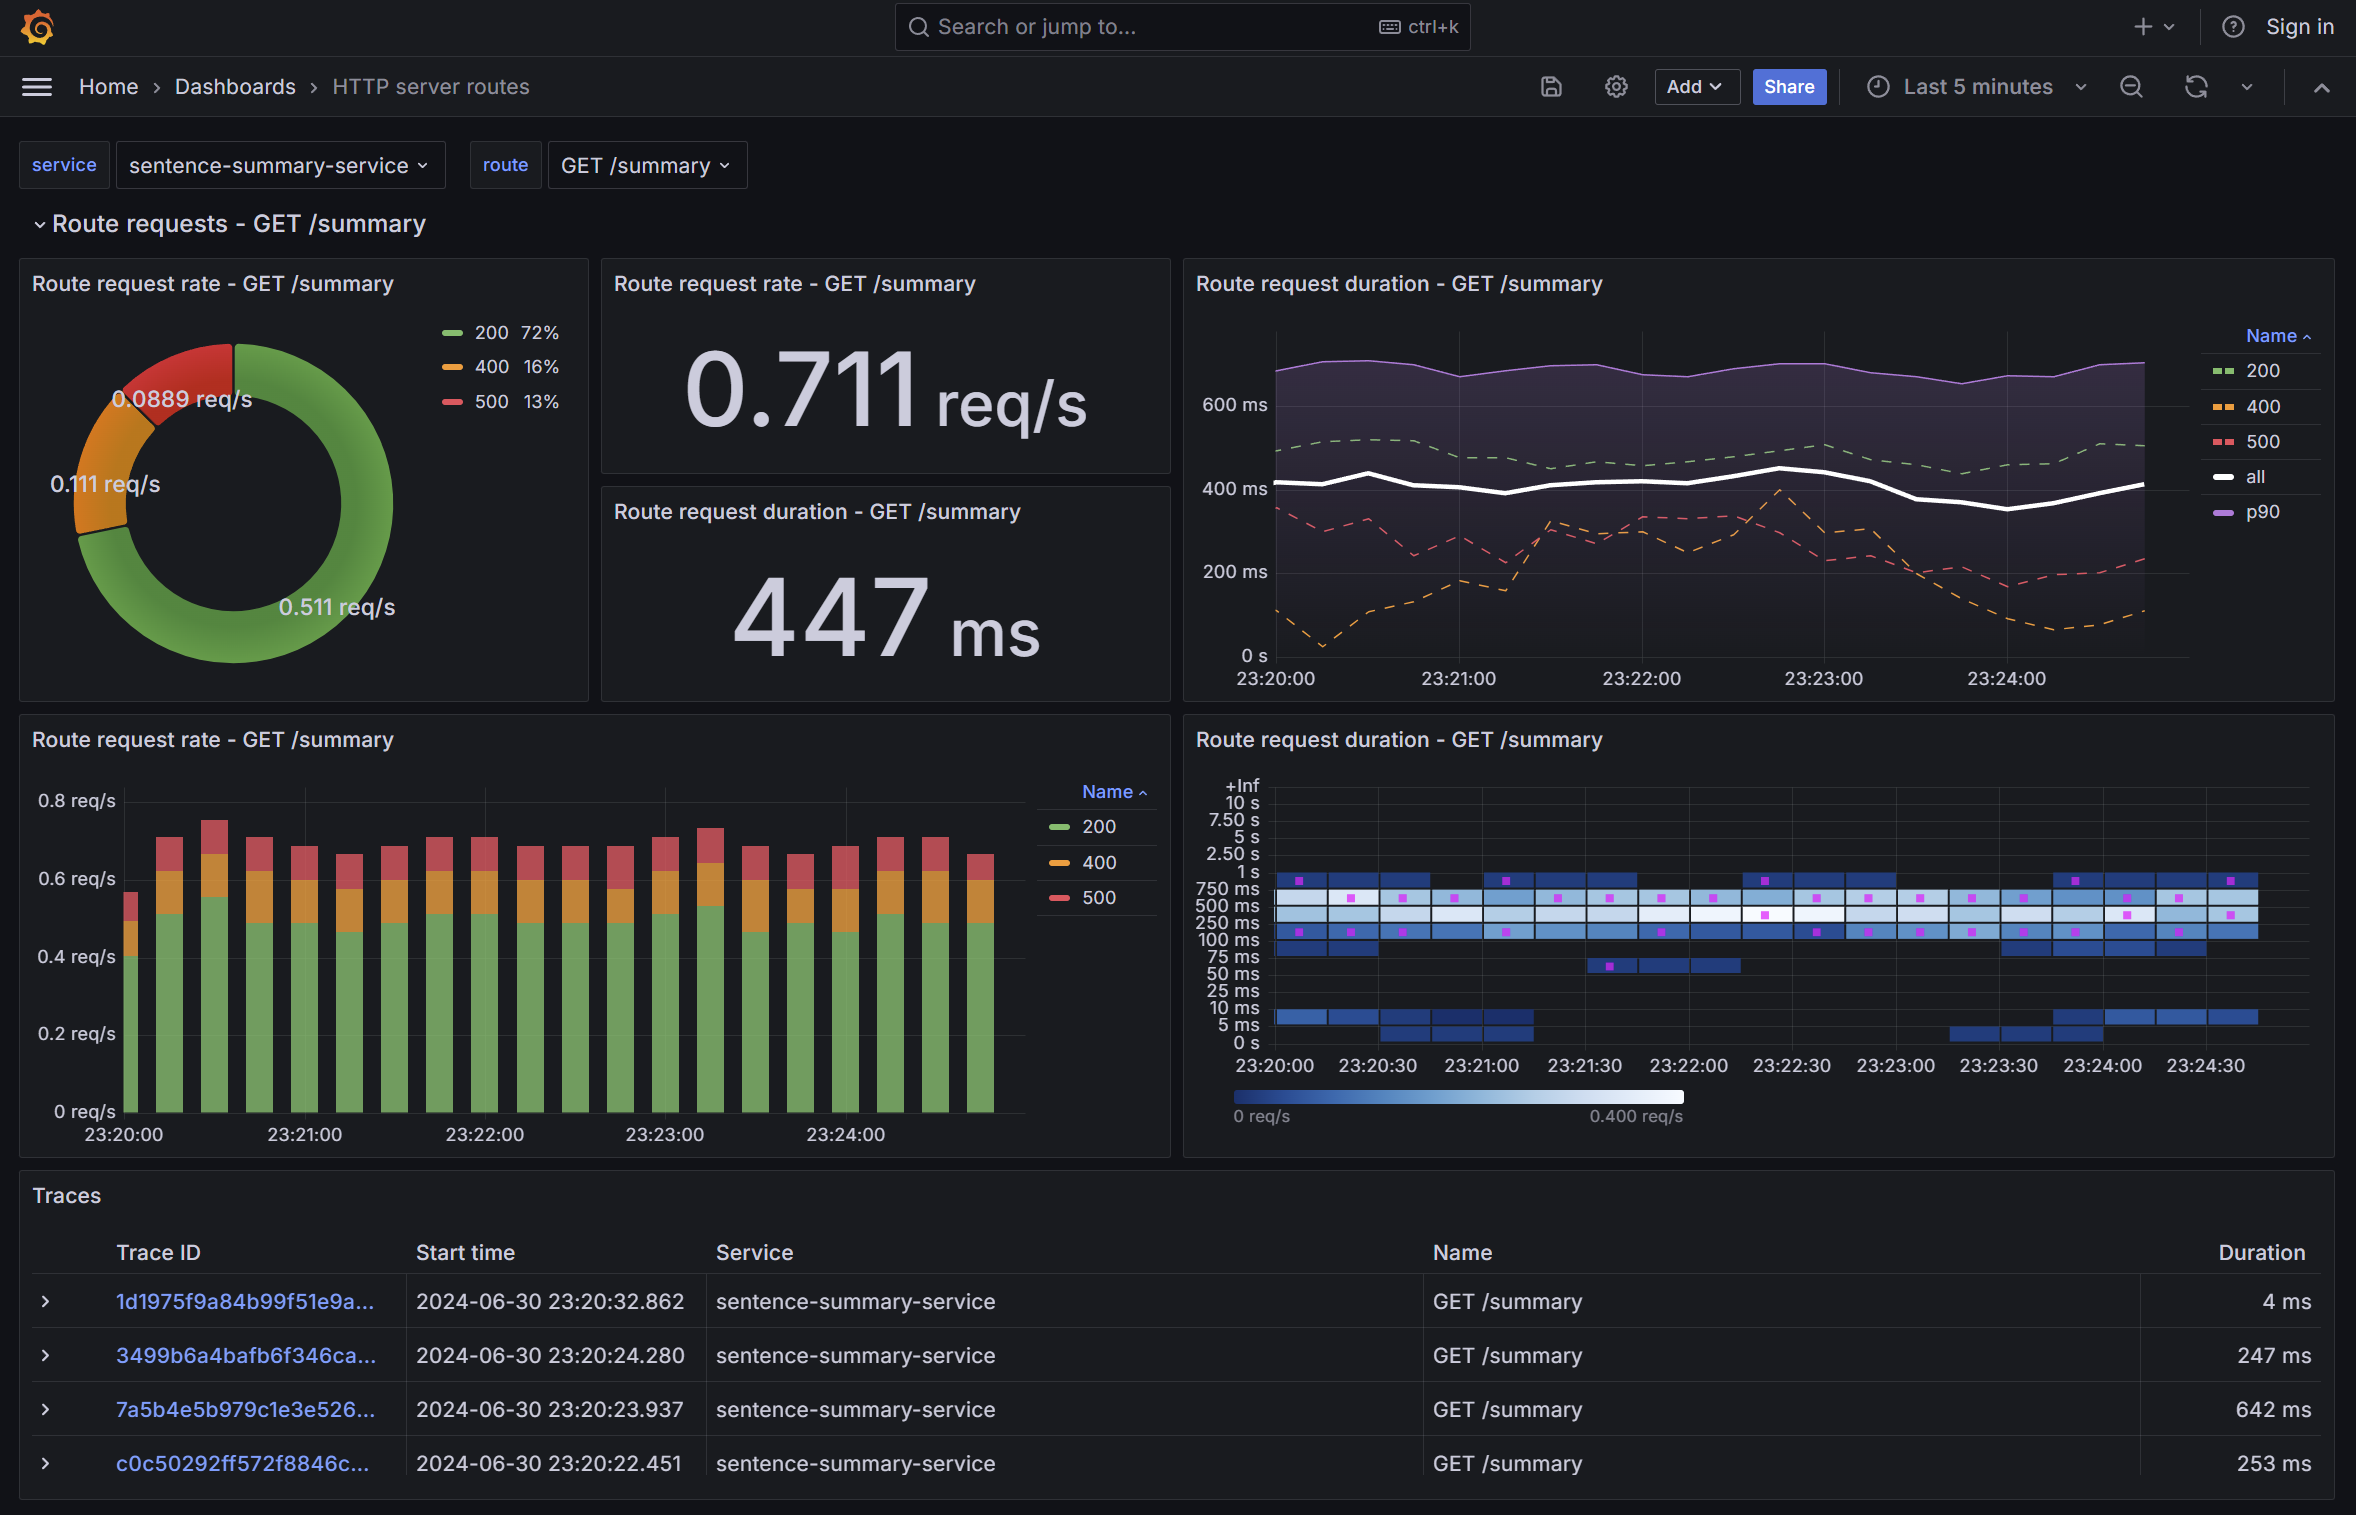 Search or jump to... ctrl+k
Sign in
Home › Dashboards › HTTP server routes
Add Share Last 5 minutes
service sentence-summary-service route GET /summary
Route requests - GET /summary
Route request rate - GET /summary
200 72%
400 16%
500 13%
0.0889 req/s
0.111 req/s
0.511 req/s
Route request rate - GET /summary
0.711 req/s
Route request duration - GET /summary
447 ms
Route request duration - GET /summary
600 ms
400 ms
200 ms
0 s
23:20:00 23:21:00 23:22:00 23:23:00 23:24:00
Name
200
400
500
all
p90
Route request rate - GET /summary
0.8 req/s
0.6 req/s
0.4 req/s
0.2 req/s
0 req/s
23:20:00 23:21:00 23:22:00 23:23:00 23:24:00
Name
200
400
500
Route request duration - GET /summary
+Inf
10 s
7.50 s
5 s
2.50 s
1 s
750 ms
500 ms
250 ms
100 ms
75 ms
50 ms
25 ms
10 ms
5 ms
0 s
23:20:00 23:20:30 23:21:00 23:21:30 23:22:00 23:22:30 23:23:00 23:23:30 23:24:00 23:24:30
0 req/s 0.400 req/s
Traces
Trace ID Start time Service Name Duration
1d1975f9a84b99f51e9a... 2024-06-30 23:20:32.862 sentence-summary-service GET /summary 4 ms
3499b6a4bafb6f346ca... 2024-06-30 23:20:24.280 sentence-summary-service GET /summary 247 ms
7a5b4e5b979c1e3e526... 2024-06-30 23:20:23.937 sentence-summary-service GET /summary 642 ms
c0c50292ff572f8846c... 2024-06-30 23:20:22.451 sentence-summary-service GET /summary 253 ms